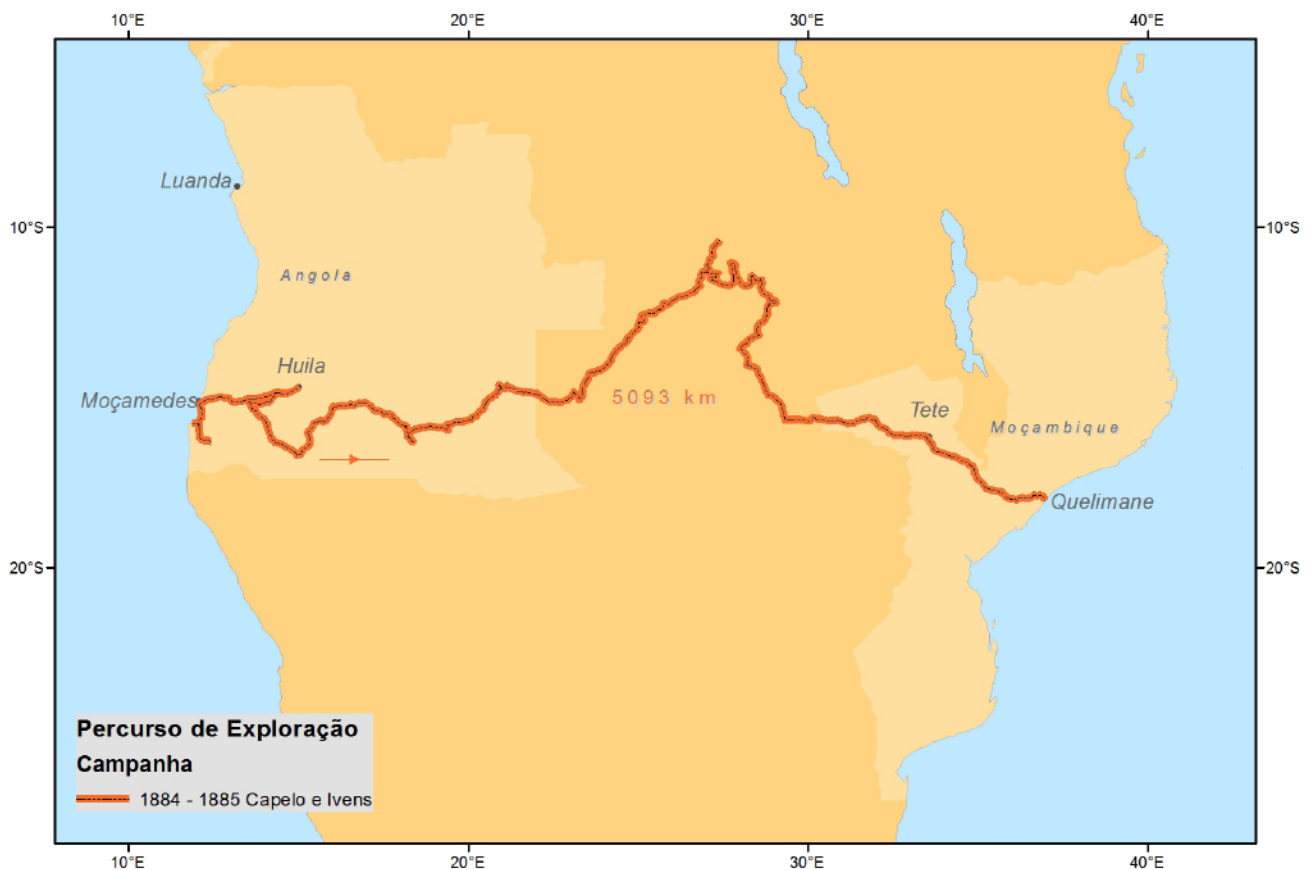 10°E
20°E
30°E
40°E
Luanda
10°S
10°S
Angola
Huila
Moçamedes
5093 km
Tete
Moçambique
Quelimane
20°S
20°S
Percurso de Exploração
Campanha
1884 - 1885 Capelo e Ivens
10°E
20°E
30°E
40°E